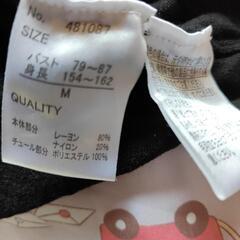 No. 481087
SIZE
バスト 79~87
身長 154~162
M
QUALITY
本体部分 レーヨン 80%
ナイロン 20%
チュール部分 ポリエステル 100%